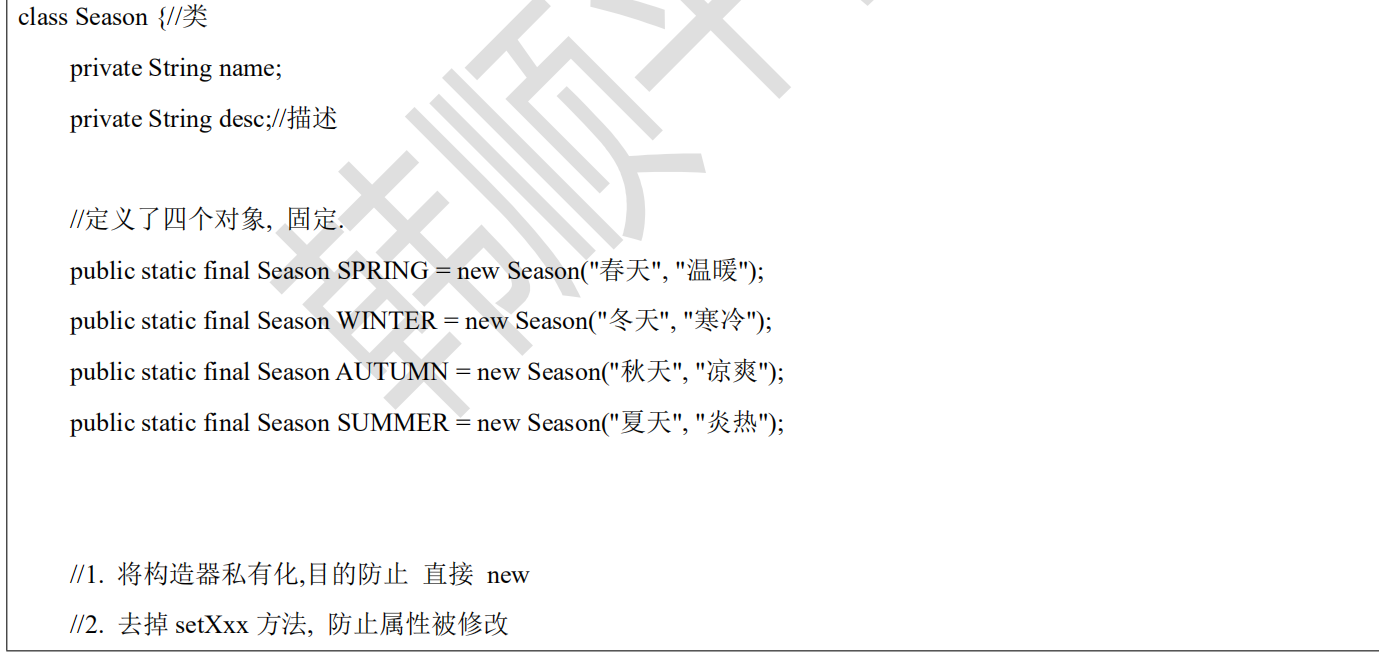 class Season {//类
private String name;
private String desc;//描述
//定义了四个对象, 固定.
public static final Season SPRING = new Season("春天", "温暖");
public static final Season WINTER = new Season("冬天", "寒冷");
public static final Season AUTUMN = new Season("秋天", "凉爽");
public static final Season SUMMER = new Season("夏天", "炎热");
//1. 将构造器私有化,目的防止 直接 new
//2. 去掉 setXxx 方法, 防止属性被修改
韩顺平